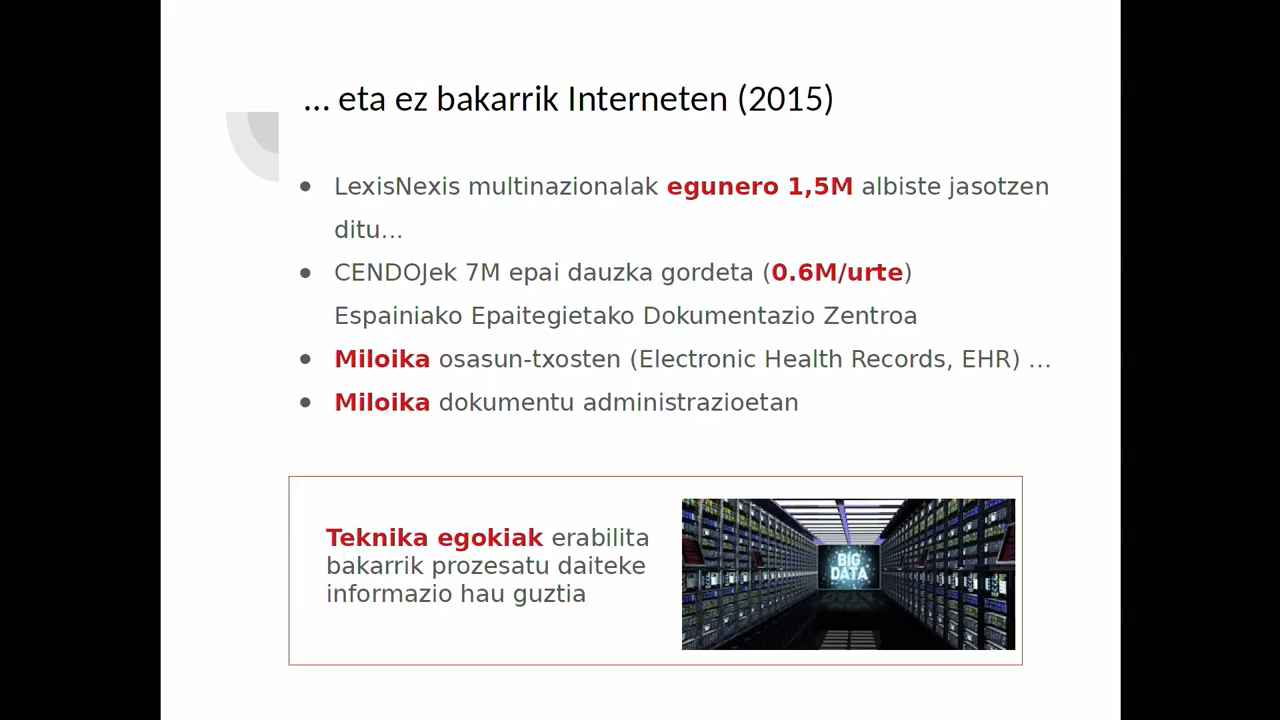 … eta ez bakarrik Interneten (2015)
● LexisNexis multinazionalak egunero 1,5M albiste jasotzen
ditu…
● CENDOJek 7M epai dauzka gordeta (0.6M/urte)
Espainiako Epaitegietako Dokumentazio Zentroa
● Miloika osasun-txosten (Electronic Health Records, EHR) …
● Miloika dokumentu administrazioetan
Teknika egokiak erabilita
bakarrik prozesatu daiteke
informazio hau guztia
BIG
DATA